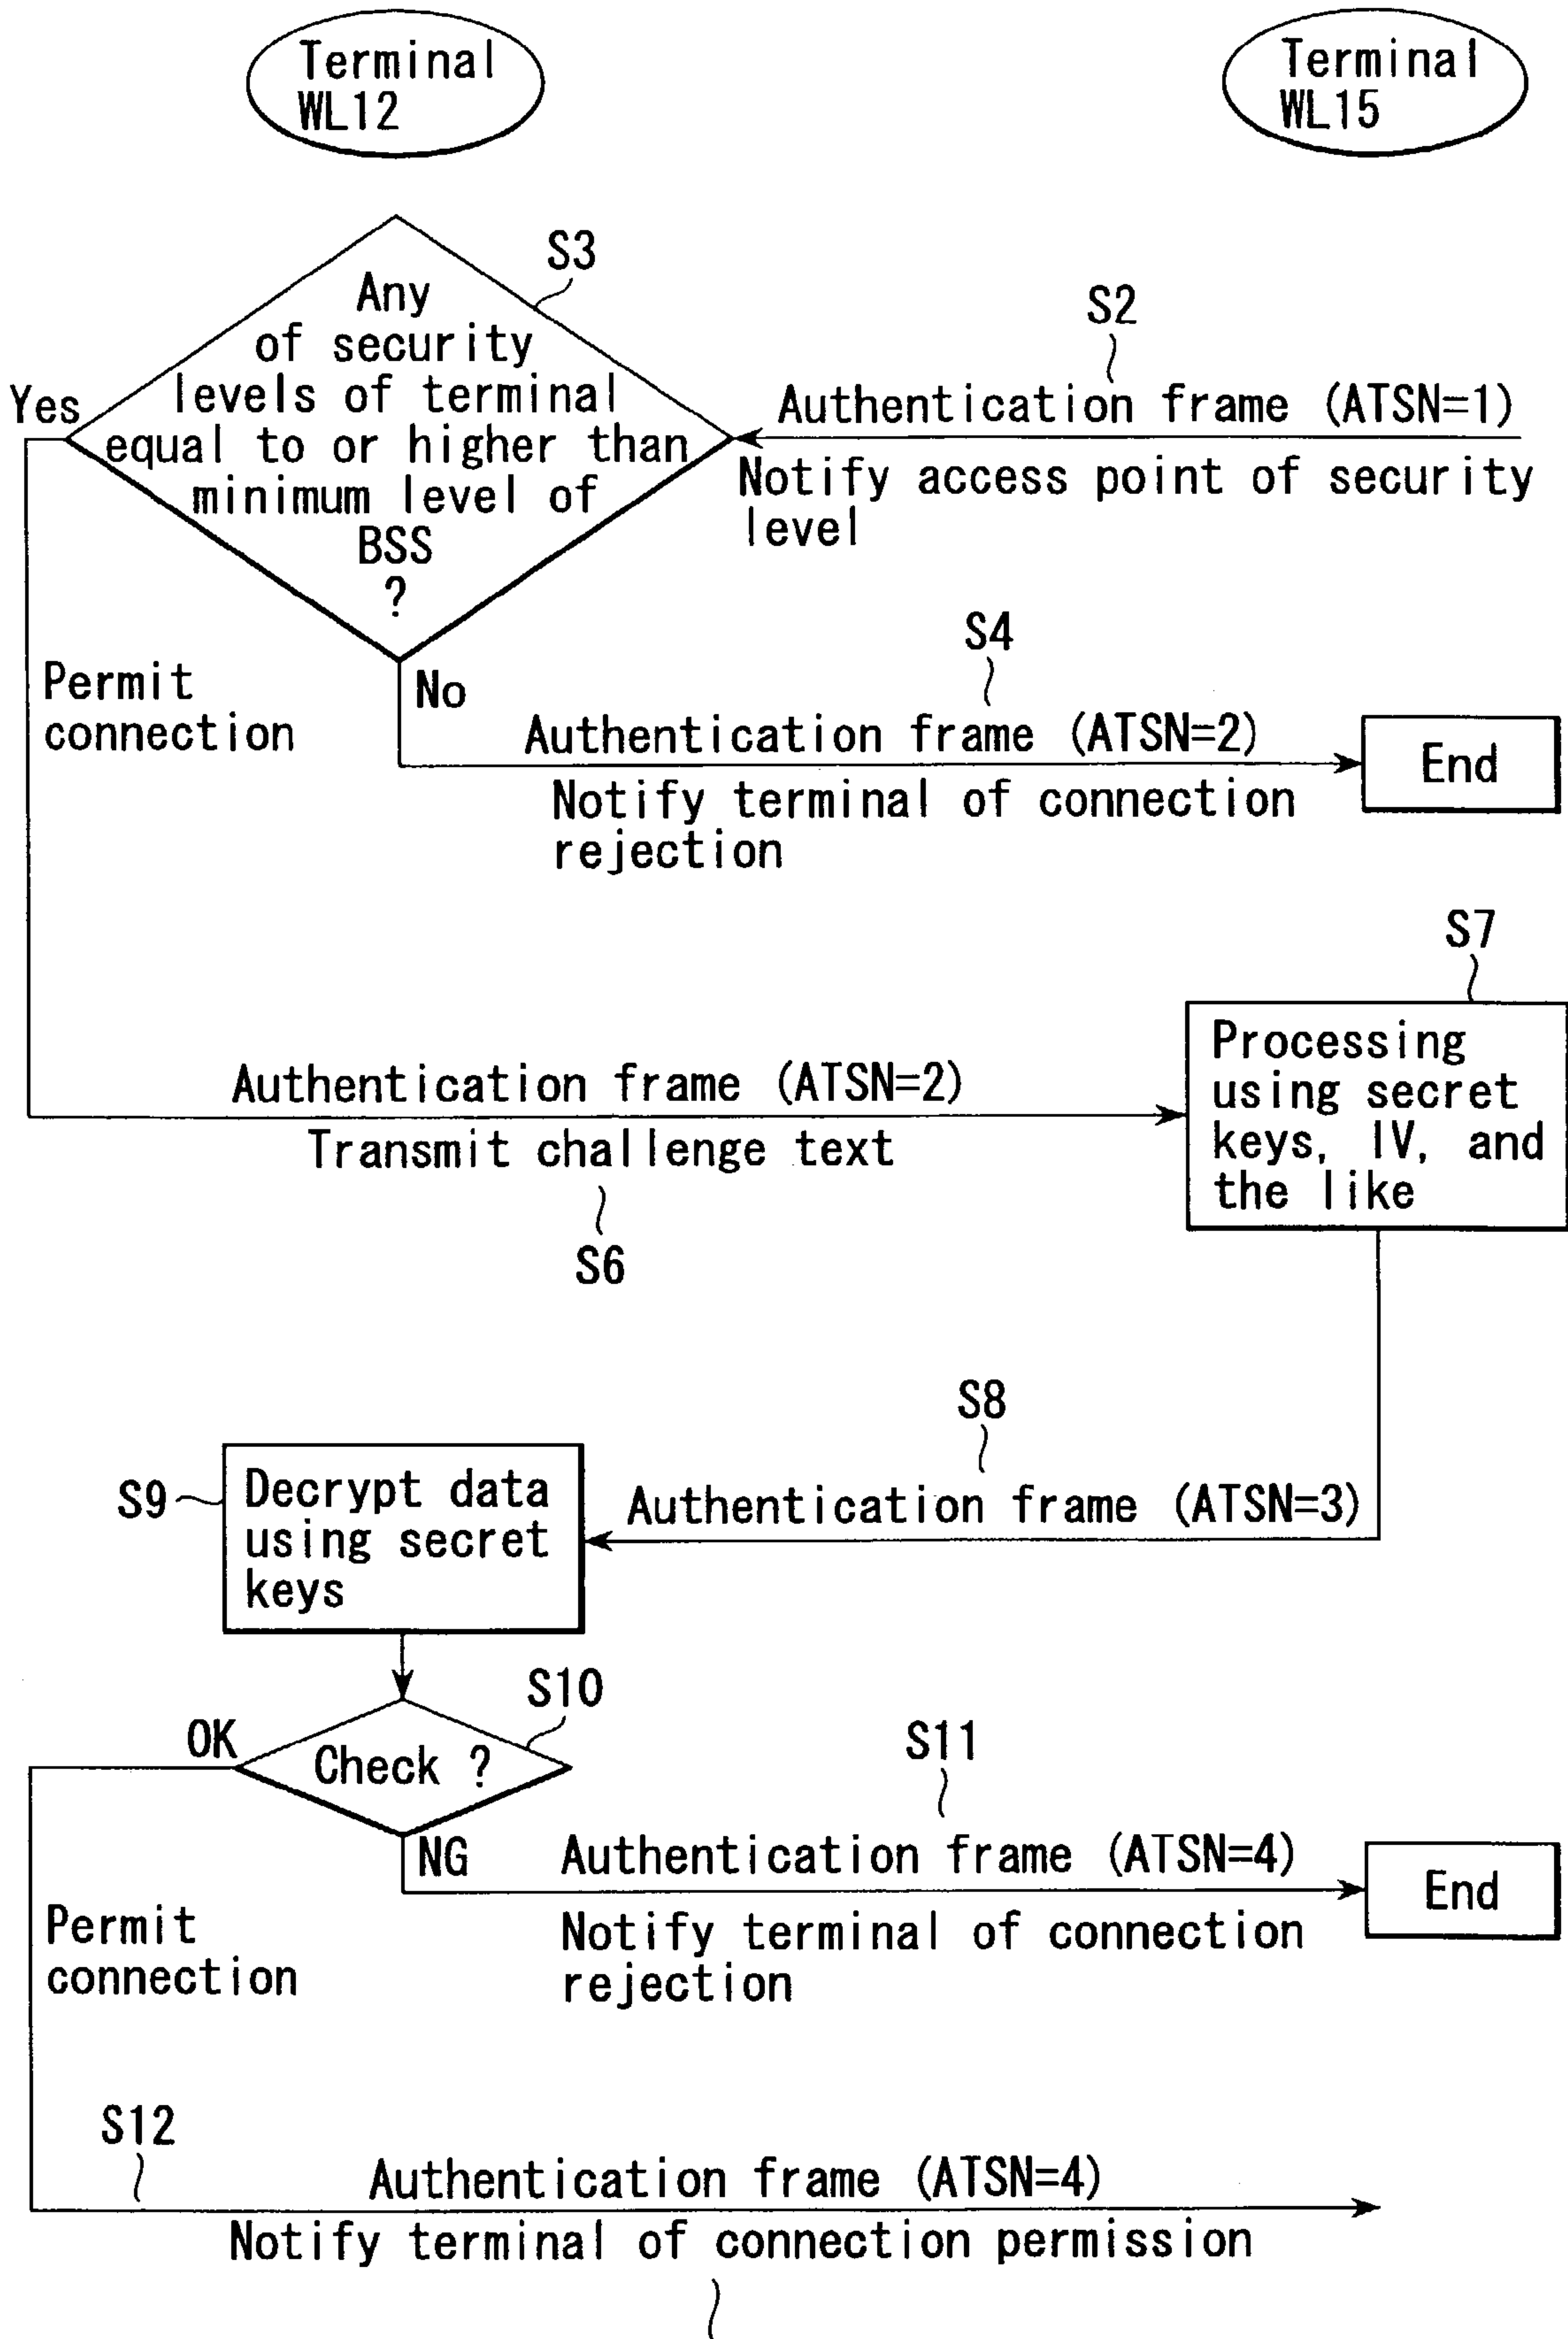 Terminal
WL12
Terminal
WL15
S3
Any
of security
levels of terminal
equal to or higher than
minimum level of
BSS
?
Yes
S2
Authentication frame (ATSN=1)
Notify access point of security
level
Permit
connection
No
S4
Authentication frame (ATSN=2)
Notify terminal of connection
rejection
End
S7
Processing
using secret
keys, IV, and
the like
Authentication frame (ATSN=2)
Transmit challenge text
S6
S8
Authentication frame (ATSN=3)
S9
Decrypt data
using secret
keys
S10
OK
Check ?
NG
S11
Authentication frame (ATSN=4)
Notify terminal of connection
rejection
End
Permit
connection
S12
Authentication frame (ATSN=4)
Notify terminal of connection permission